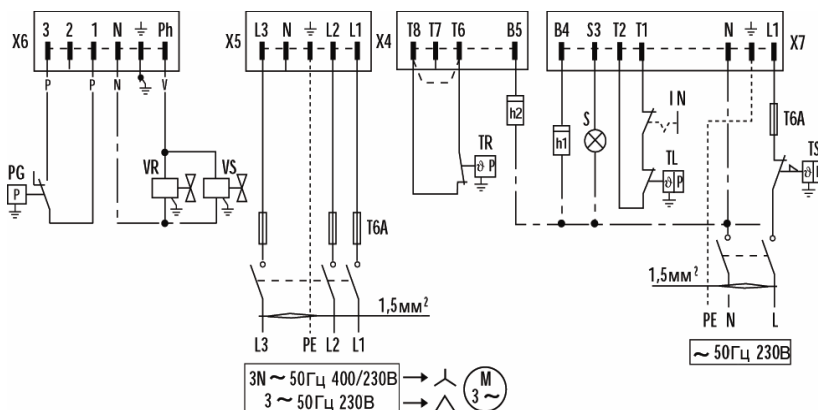 X6 3 2 1 N Ph X5 L3 N L2 L1 X4 T8 T7 T6 B5 B4 S3 T2 T1 N L1 X7
P P N V
h2 h1 S IN T6A
PG P VR VS TR ϑ P TL ϑ P TS ϑ P
T6A
1,5мм² 1,5мм²
L3 PE L2 L1 PE N L
3N ~ 50Гц 400/230В
3 ~ 50Гц 230В
M
3 ~
~ 50Гц 230В